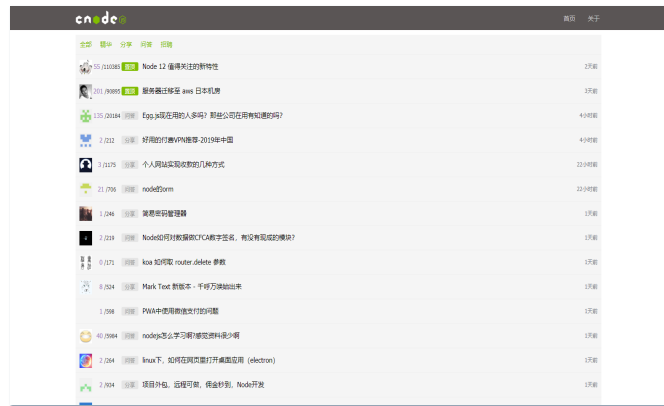 cnode
首页 关于
全部 精华 分享 问答 招聘
55 /110383 置顶 Node 12 值得关注的新特性 2天前
201 /90895 置顶 服务器迁移至 aws 日本机房 3天前
135 /20184 问答 Egg.js现在用的人多吗？那些公司在用有知道的吗？ 4小时前
2 /212 分享 好用的付费VPN推荐-2019年中国 4小时前
3 /1175 分享 个人网站实现收款的几种方式 22小时前
21 /706 问答 node的orm 22小时前
1 /246 分享 简易密码管理器 1天前
2 /219 问答 Node如何对数据做CFCA数字签名，有没有现成的模块？ 1天前
0 /171 问答 koa 如何取 router.delete 参数 1天前
8 /524 分享 Mark Text 新版本 - 千呼万唤始出来 1天前
1 /598 问答 PWA中使用微信支付的问题 1天前
40 /5984 问答 nodejs怎么学习啊?感觉资料很少啊 1天前
2 /264 问答 linux下，如何在网页里打开桌面应用（electron） 1天前
2 /934 分享 项目外包，远程可做，佣金秒到，Node开发 1天前